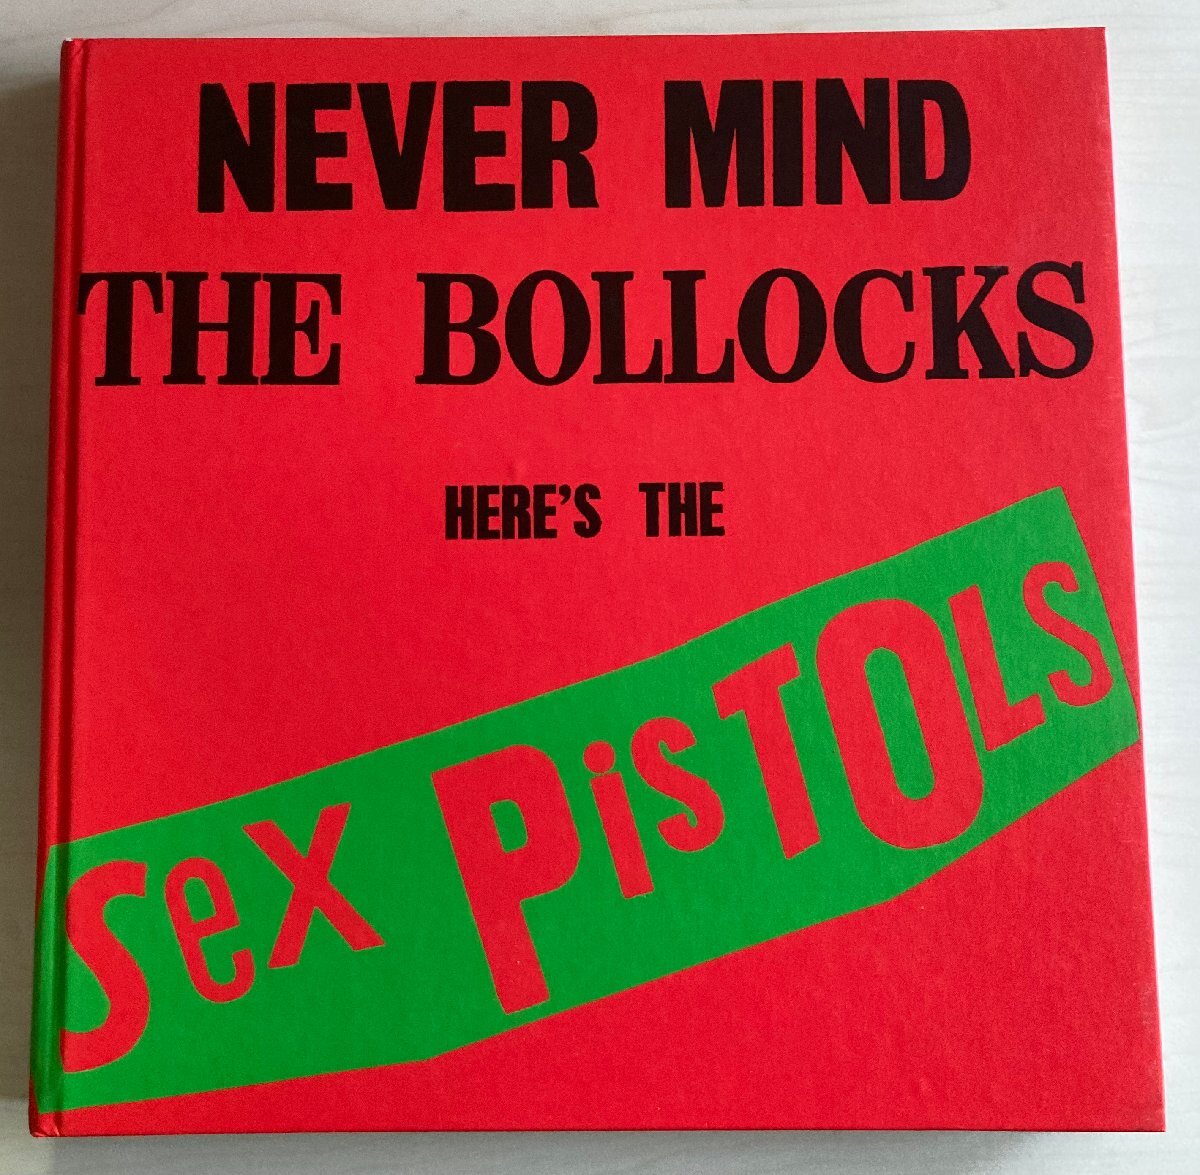 NEVER MIND
THE BOLLOCKS
HERE'S THE
Sex PiSTOLS